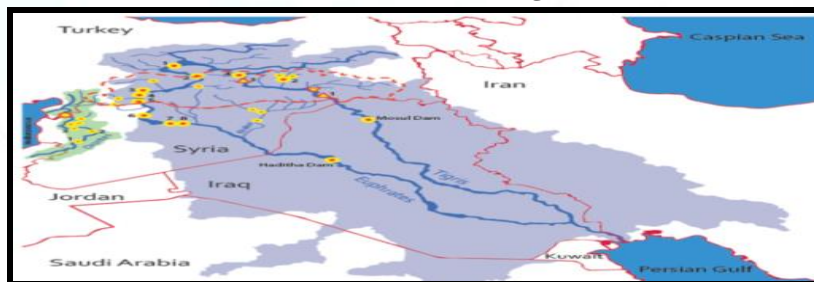 Turkey
Caspian Sea
Iran
Mosul Dam
Syria
Haditha Dam
Tigris
Iraq
Euphrates
Jordan
Kuwait
Saudi Arabia
Persian Gulf